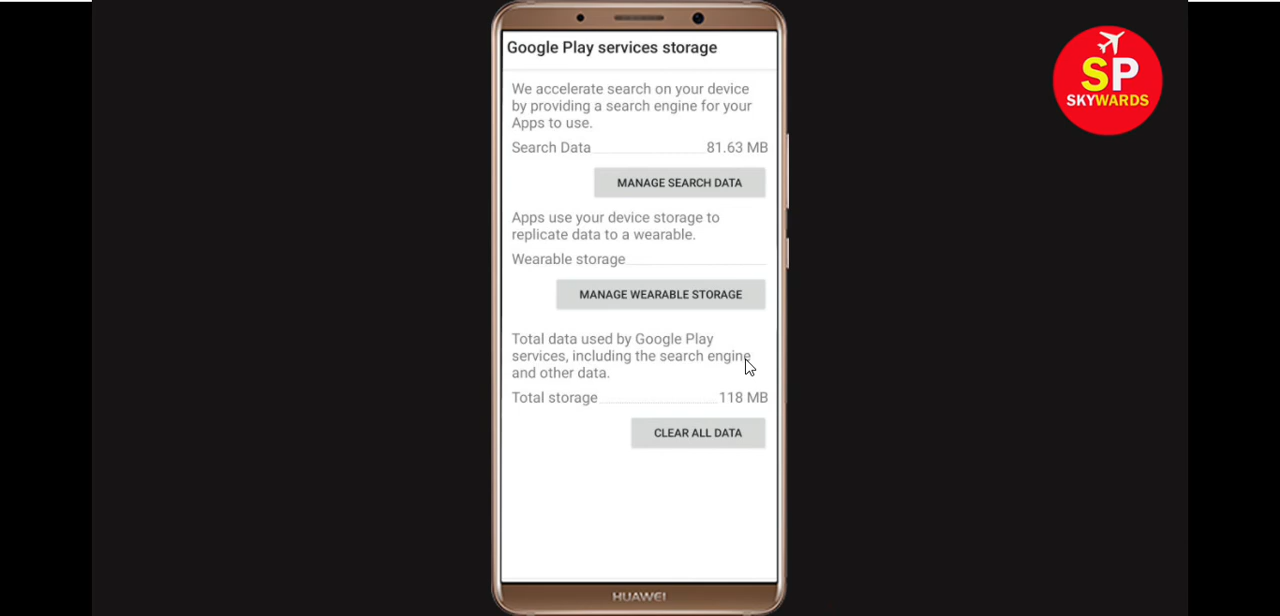 Google Play services storage
SP
SKYWARDS
We accelerate search on your device
by providing a search engine for your
Apps to use.
Search Data 81.63 MB
MANAGE SEARCH DATA
Apps use your device storage to
replicate data to a wearable.
Wearable storage
MANAGE WEARABLE STORAGE
Total data used by Google Play
services, including the search engine
and other data.
Total storage 118 MB
CLEAR ALL DATA
HUAWEI